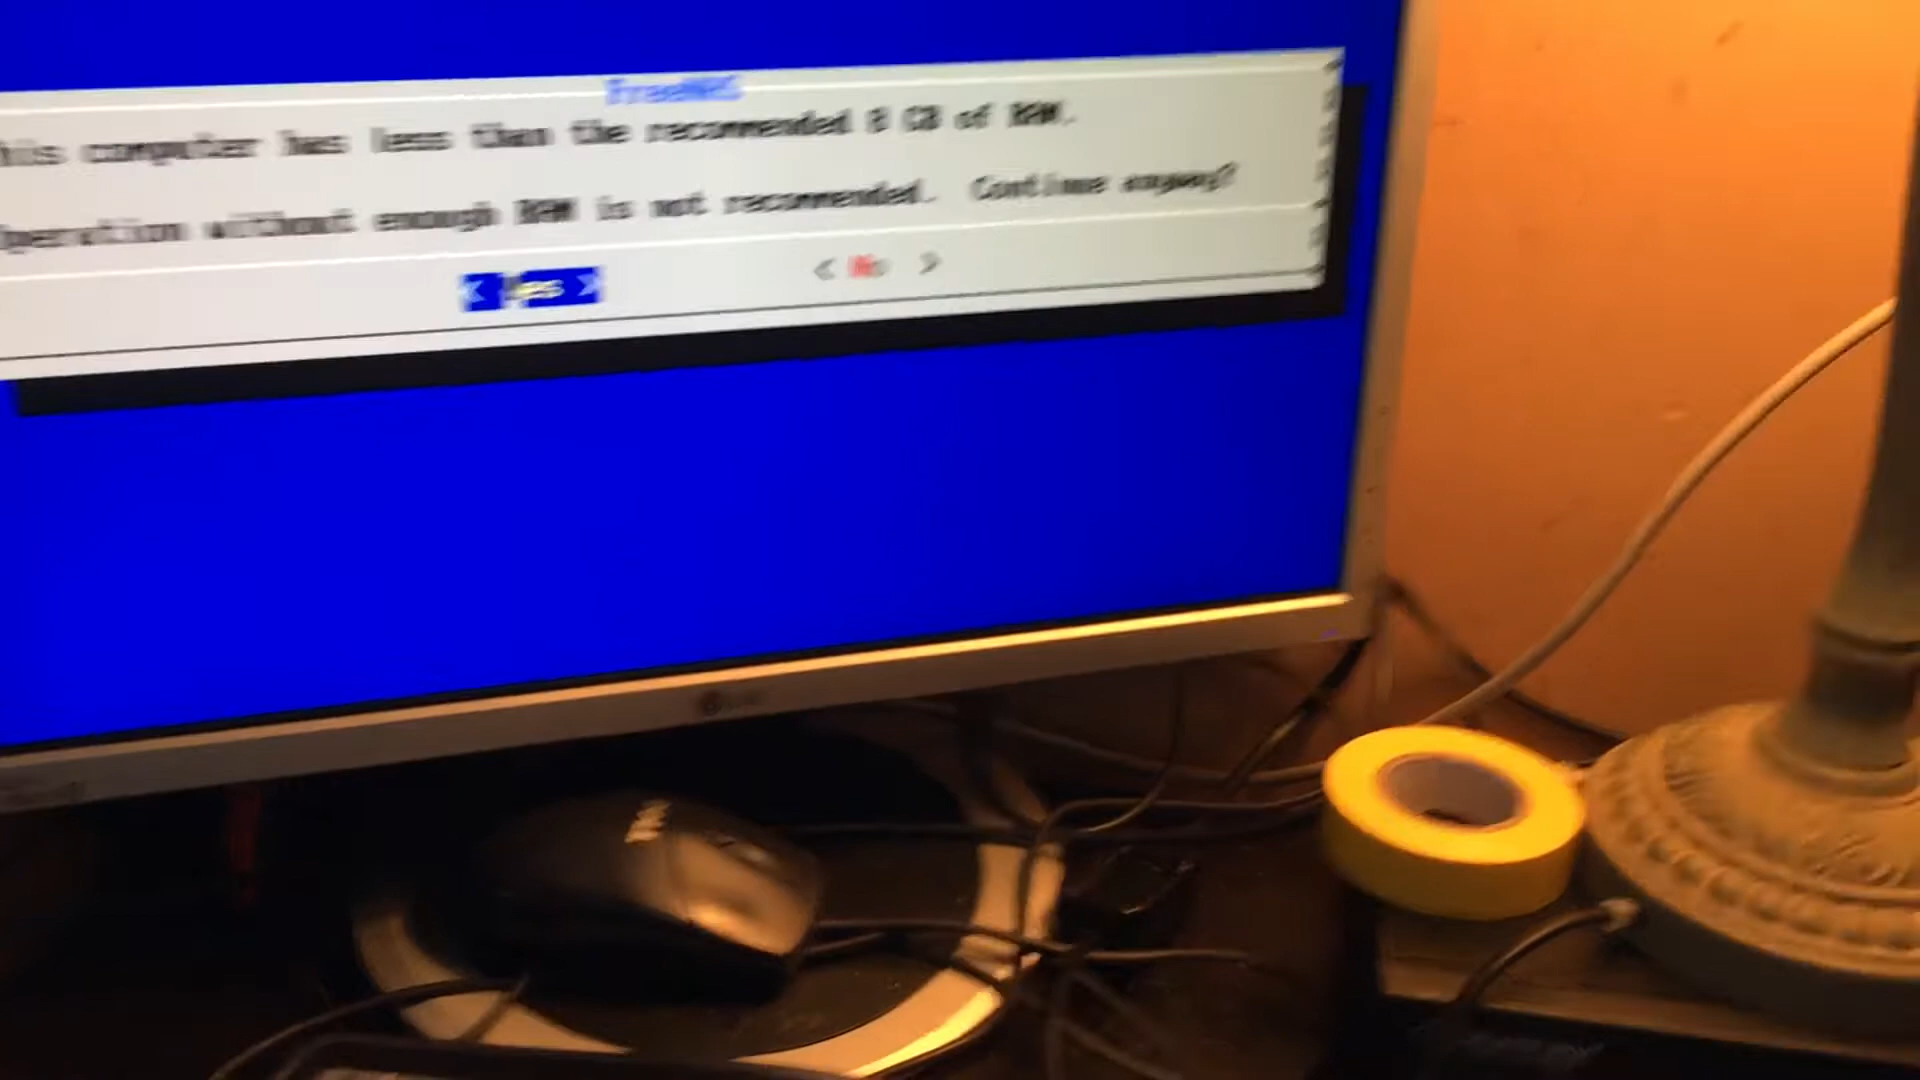 FreeNAS
his computer has less than the recommended 8 GB of RAM.
peration without enough RAM is not recommended. Continue anyway?
< Yes > < No >